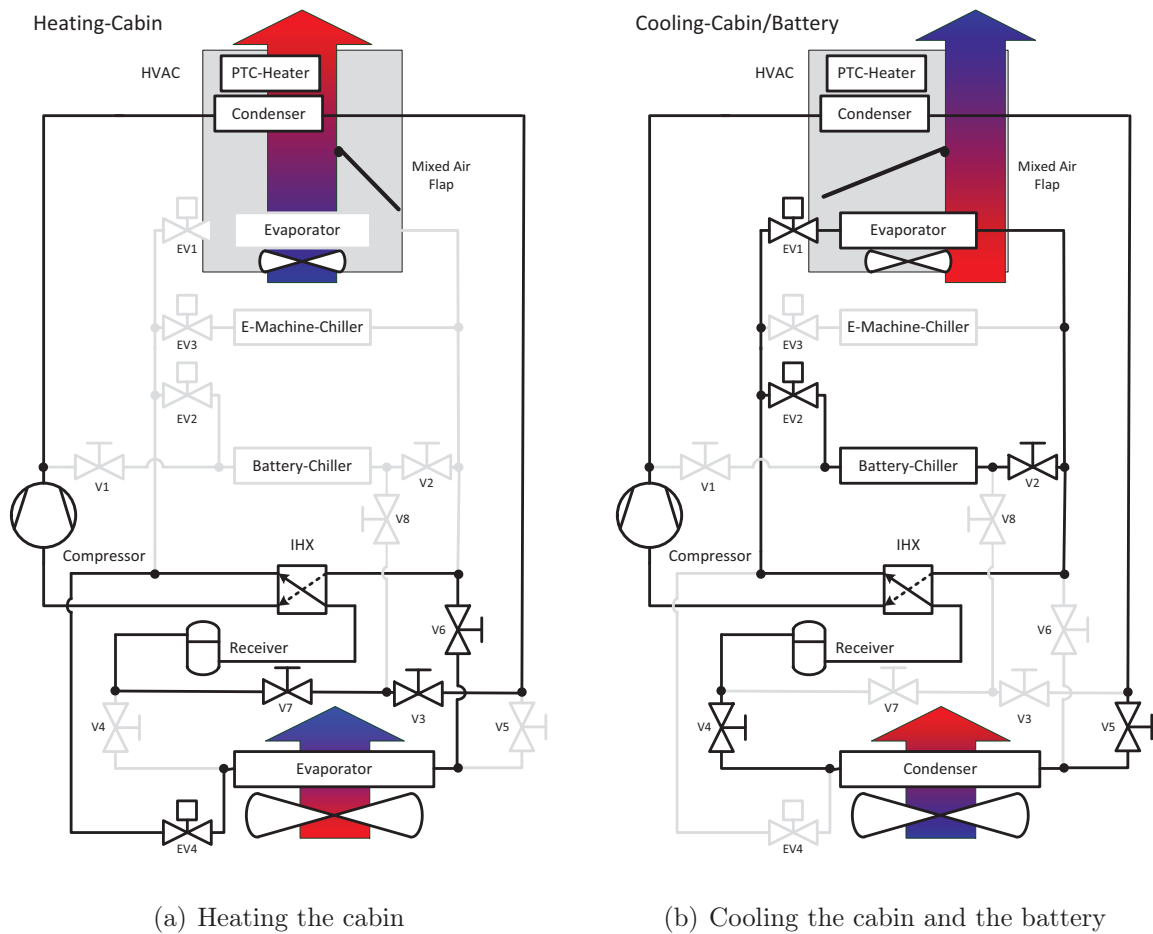 Heating-Cabin
HVAC
PTC-Heater
Condenser
Mixed Air
Flap
EV1
Evaporator
EV3
E-Machine-Chiller
EV2
V1
Battery-Chiller
V2
V8
Compressor
IHX
V6
Receiver
V4
V7
V3
V5
Evaporator
EV4
(a) Heating the cabin
Cooling-Cabin/Battery
HVAC
PTC-Heater
Condenser
Mixed Air
Flap
EV1
Evaporator
EV3
E-Machine-Chiller
EV2
V1
Battery-Chiller
V2
V8
Compressor
IHX
V6
Receiver
V4
V7
V3
V5
Condenser
EV4
(b) Cooling the cabin and the battery